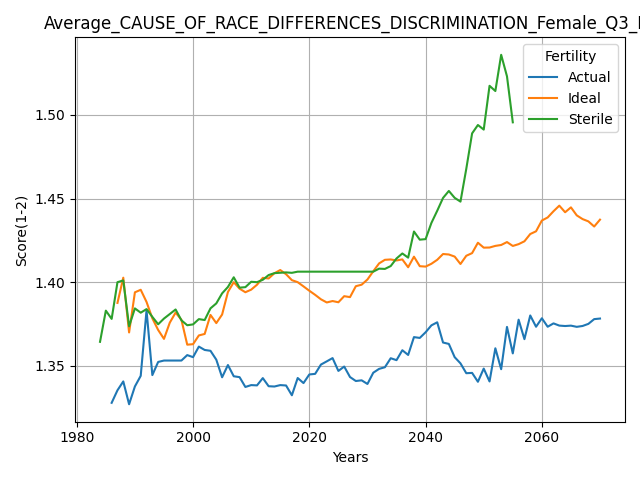 Average_CAUSE_OF_RACE_DIFFERENCES_DISCRIMINATION_Female_Q3_
Fertility
Actual
Ideal
Sterile
Score(1-2)
1.50
1.45
1.40
1.35
1980
2000
2020
2040
2060
Years